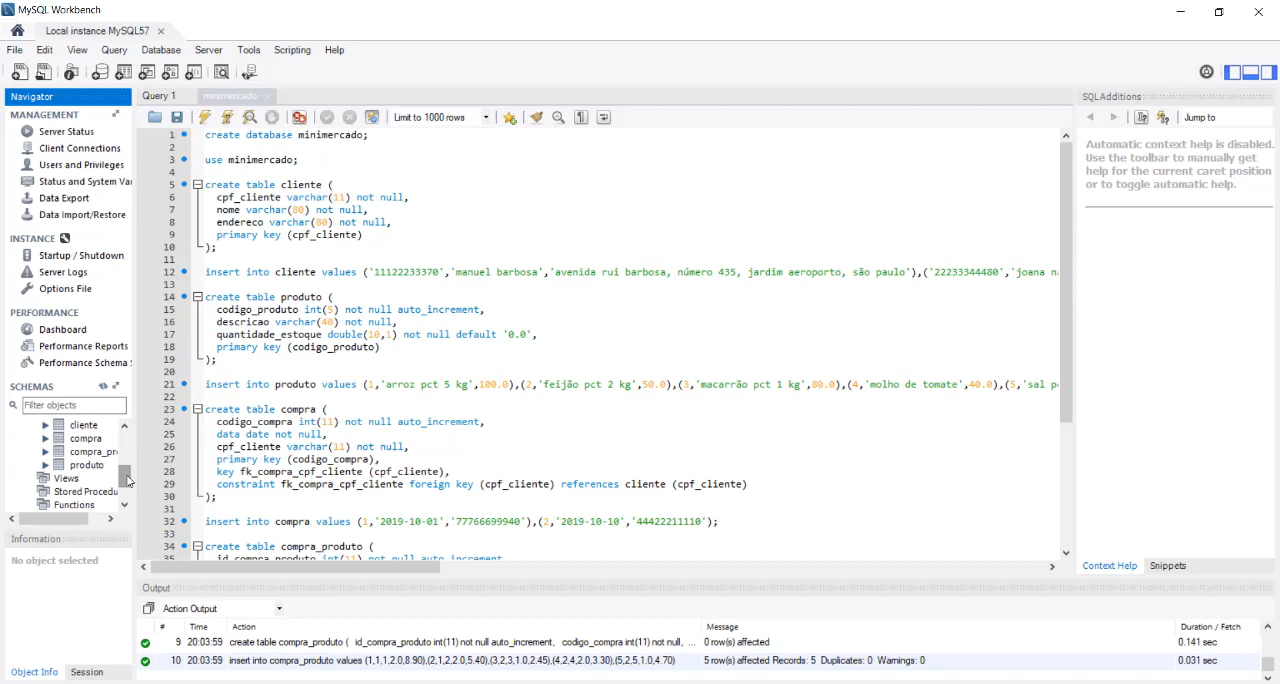 MySQL Workbench
Local instance MySQL57
File Edit View Query Database Server Tools Scripting Help
Navigator
MANAGEMENT
Server Status
Client Connections
Users and Privileges
Status and System Va
Data Export
Data Import/Restore
INSTANCE
Startup / Shutdown
Server Logs
Options File
PERFORMANCE
Dashboard
Performance Reports
Performance Schema
SCHEMAS
Filter objects
cliente
compra
compra_pr
produto
Views
Stored Procedu
Functions
Information
No object selected
Object Info Session
Query 1 minimercado
Limit to 1000 rows
1 create database minimercado;
2
3 use minimercado;
4
5 create table cliente (
6 cpf_cliente varchar(11) not null,
7 nome varchar(80) not null,
8 endereco varchar(80) not null,
9 primary key (cpf_cliente)
10 );
11
12 insert into cliente values ('11122233370','manuel barbosa','avenida rui barbosa, número 435, jardim aeroporto, são paulo'),('22233344480','joana n
13
14 create table produto (
15 codigo_produto int(5) not null auto_increment,
16 descricao varchar(40) not null,
17 quantidade_estoque double(10,1) not null default '0.0',
18 primary key (codigo_produto)
19 );
20
21 insert into produto values (1,'arroz pct 5 kg',100.0),(2,'feijão pct 2 kg',50.0),(3,'macarrão pct 1 kg',80.0),(4,'molho de tomate',40.0),(5,'sal p
22
23 create table compra (
24 codigo_compra int(11) not null auto_increment,
25 data date not null,
26 cpf_cliente varchar(11) not null,
27 primary key (codigo_compra),
28 key fk_compra_cpf_cliente (cpf_cliente),
29 constraint fk_compra_cpf_cliente foreign key (cpf_cliente) references cliente (cpf_cliente)
30 );
31
32 insert into compra values (1,'2019-10-01','77766699940'),(2,'2019-10-10','44422211110');
33
34 create table compra_produto (
35 id_compra_produto int(11) not null auto_increment
SQLAdditions
Jump to
Automatic context help is disabled.
Use the toolbar to manually get
help for the current caret position
or to toggle automatic help.
Context Help Snippets
Output
Action Output
# Time Action Message Duration / Fetch
9 20:03:59 create table compra_produto ( id_compra_produto int(11) not null auto_increment, codigo_compra int(11) not null, ... 0 row(s) affected 0.141 sec
10 20:03:59 insert into compra_produto values (1,1,1,2.0,8.90),(2,1,2,2.0,5.40),(3,2,3,1.0,2.45),(4,2,4,2.0,3.30),(5,2,5,1.0,4.70) 5 row(s) affected Records: 5 Duplicates: 0 Warnings: 0 0.031 sec